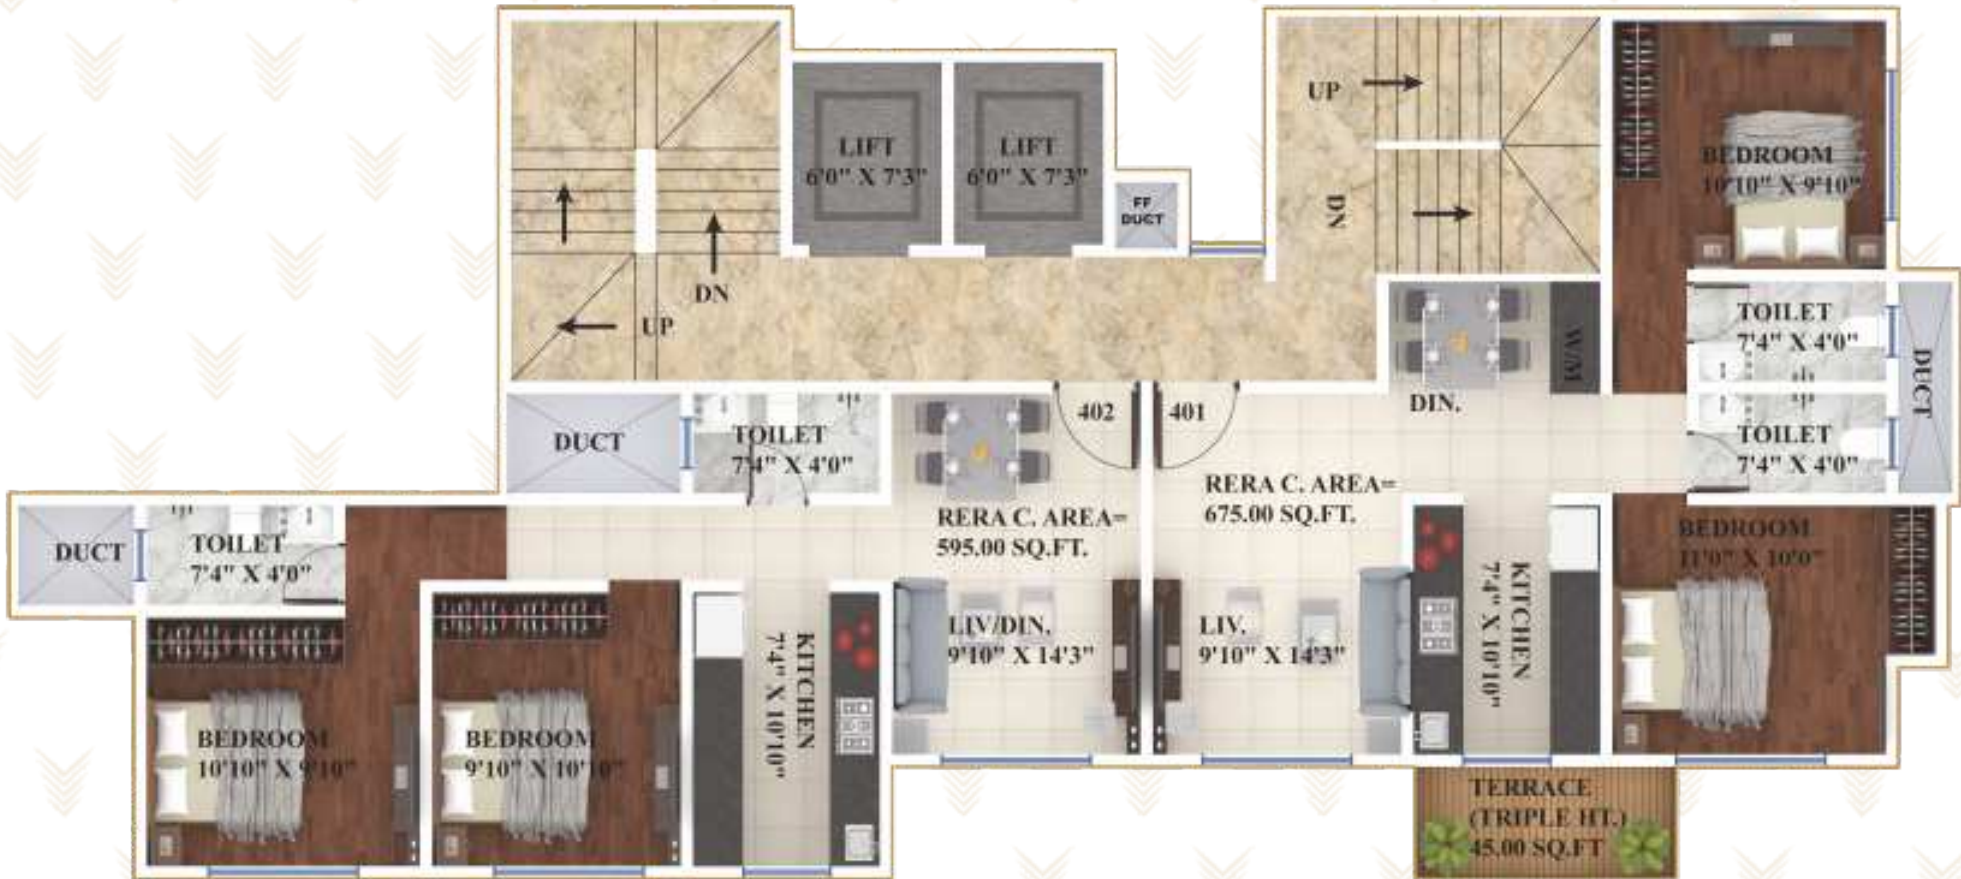 UP
DN
LIFT
6'0" X 7'3"
LIFT
6'0" X 7'3"
FF
DUCT
UP
DN
BEDROOM
10'10" X 9'10"
TOILET
7'4" X 4'0"
DUCT
TOILET
7'4" X 4'0"
W/M
DIN.
402
401
DUCT
TOILET
7'4" X 4'0"
RERA C. AREA=
595.00 SQ.FT.
RERA C. AREA=
675.00 SQ.FT.
DUCT
TOILET
7'4" X 4'0"
BEDROOM
11'0" X 10'0"
KITCHEN
7'4" X 10'10"
LIV/DIN.
9'10" X 14'3"
LIV.
9'10" X 14'3"
KITCHEN
7'4" X 10'10"
BEDROOM
10'10" X 9'10"
BEDROOM
9'10" X 10'10"
TERRACE
(TRIPLE HT.)
45.00 SQ.FT